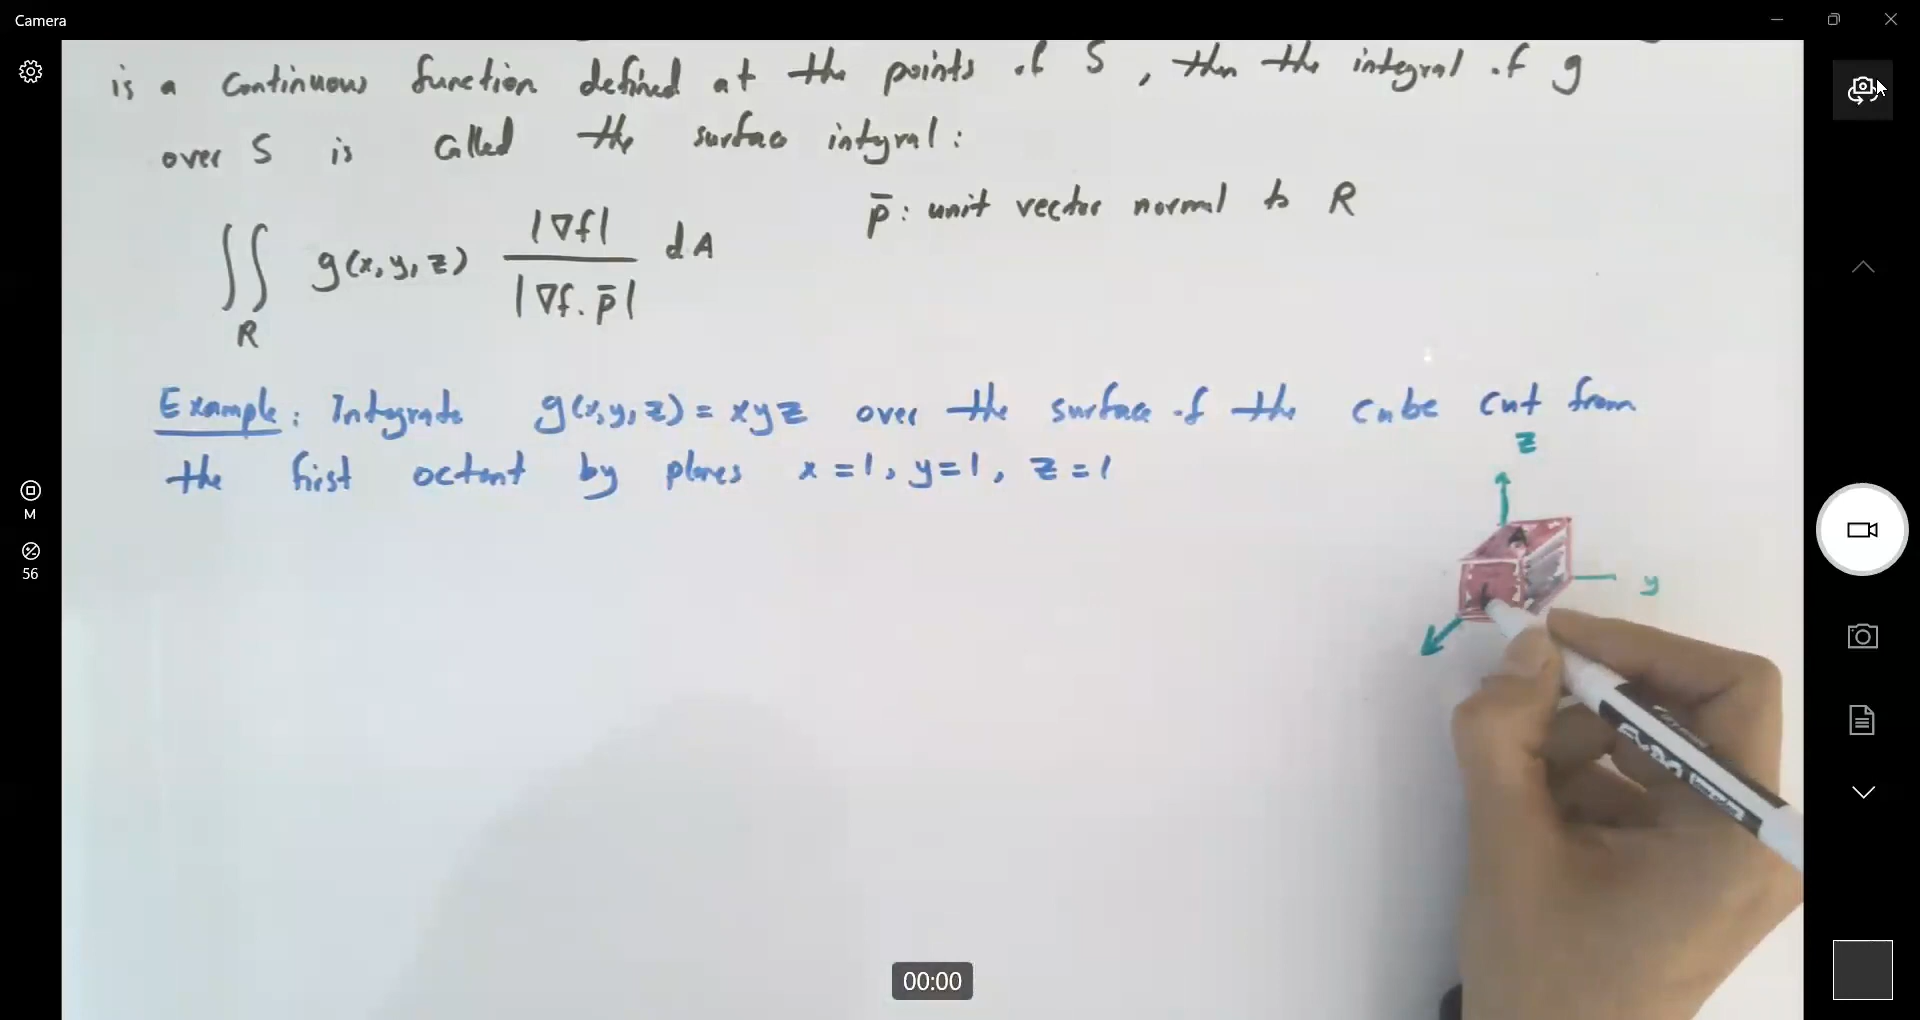 Camera
is a continuous function defined at the points of S, then the integral of g
over S is called the surface integral:
p̄: unit vector normal to R
∬ g(x,y,z) |∇f| / |∇f·p̄| dA
R
Example: Integrate g(x,y,z) = xyz over the surface of the cube cut from
the first octant by planes x=1, y=1, z=1
z
y
M
56
EXPO
00:00